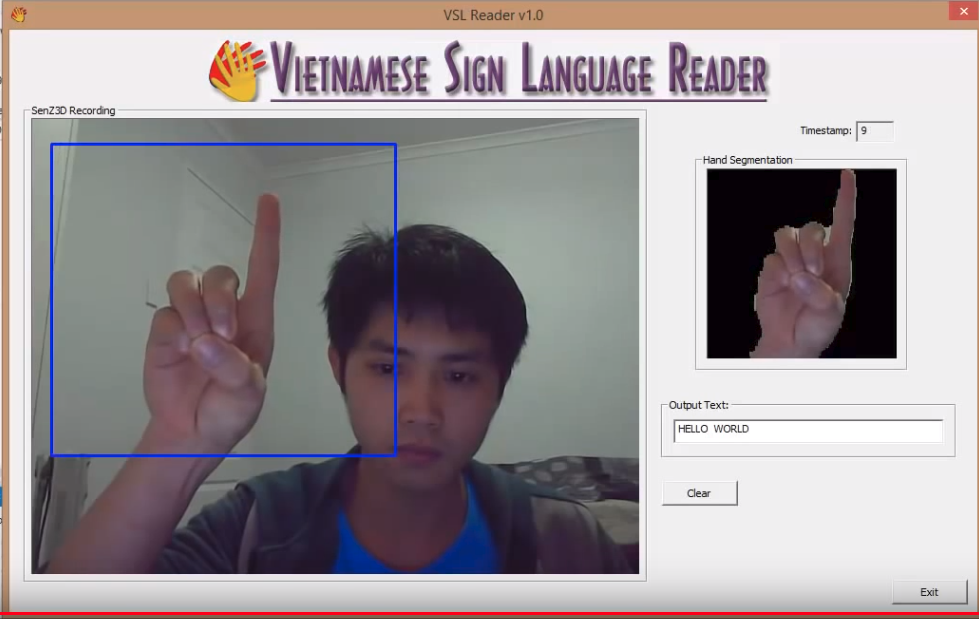 VSL Reader v1.0
VIETNAMESE SIGN LANGUAGE READER
SenZ3D Recording
Timestamp: 9
Hand Segmentation
Output Text:
HELLO WORLD
Clear
Exit